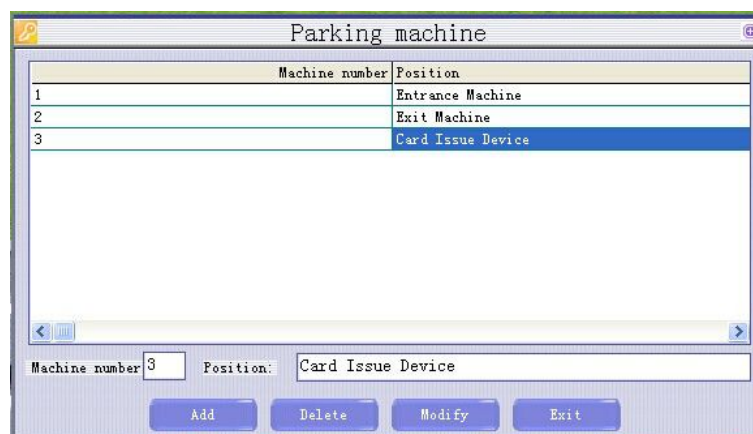 Parking machine
Machine number Position
1 Entrance Machine
2 Exit Machine
3 Card Issue Device
Machine number 3 Position: Card Issue Device
Add Delete Modify Exit